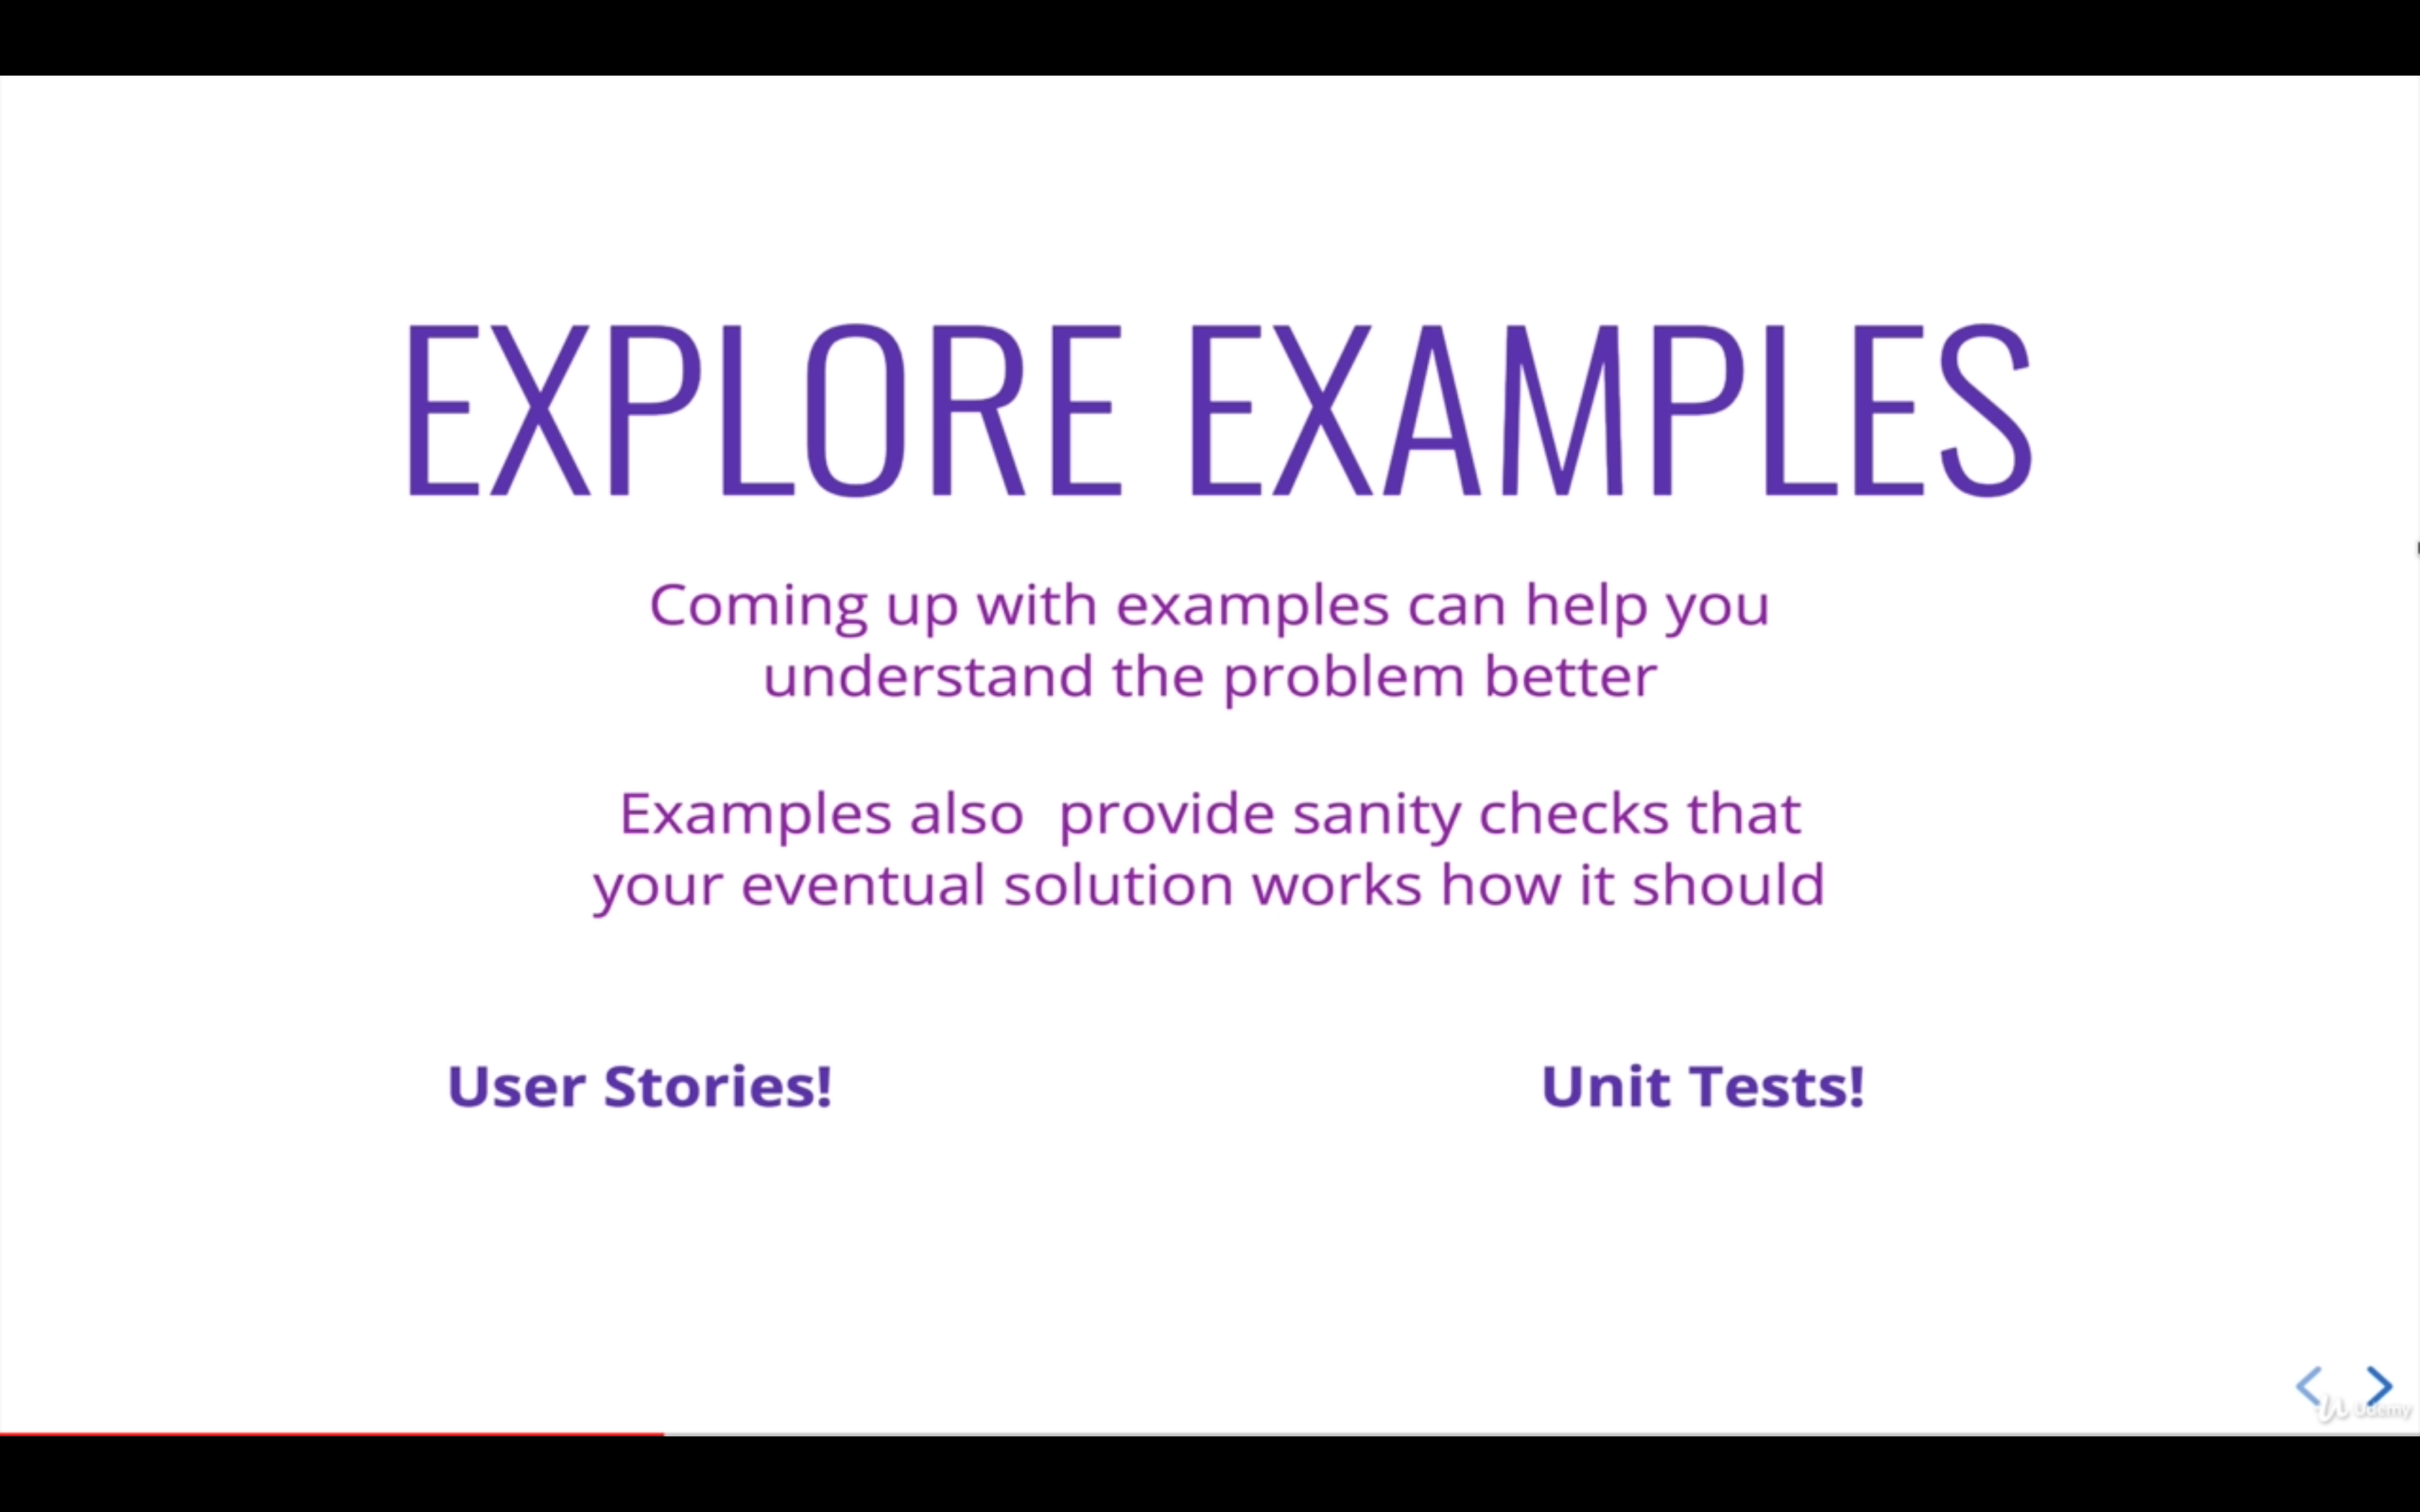 EXPLORE EXAMPLES
Coming up with examples can help you
understand the problem better
Examples also  provide sanity checks that
your eventual solution works how it should
User Stories!
Unit Tests!
Udemy